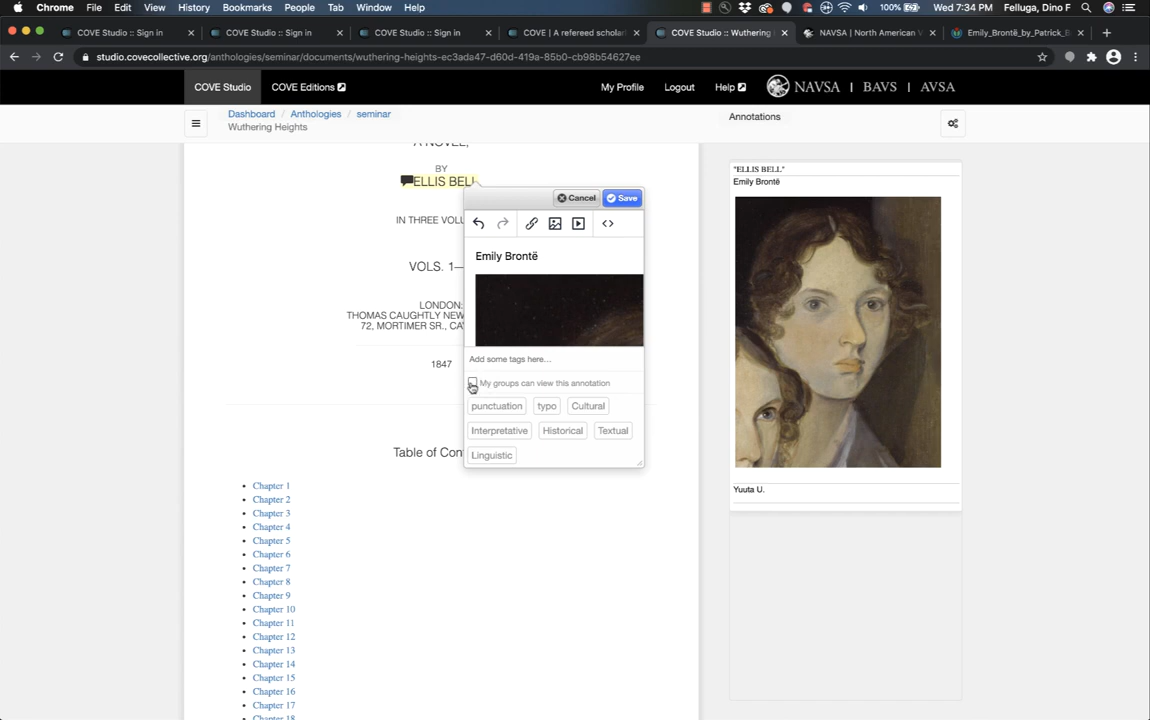 Chrome File Edit View History Bookmarks People Tab Window Help 100% Wed 7:34 PM Felluga, Dino F
COVE Studio :: Sign in
COVE Studio :: Sign in
COVE Studio :: Sign in
COVE | A refereed scholar
COVE Studio :: Wuthering
NAVSA | North American V
Emily_Brontë_by_Patrick_B
studio.covecollective.org/anthologies/seminar/documents/wuthering-heights-ec3ada47-d60d-419a-85b0-cb98b54627ee
COVE Studio COVE Editions My Profile Logout Help NAVSA | BAVS | AVSA
Dashboard / Anthologies / seminar
Wuthering Heights
Annotations
A NOVEL,
BY
ELLIS BELL
IN THREE VOLU
VOLS. 1—
LONDON:
THOMAS CAUGHTLY NEW
72, MORTIMER SR., CA
1847
Table of Con
Chapter 1
Chapter 2
Chapter 3
Chapter 4
Chapter 5
Chapter 6
Chapter 7
Chapter 8
Chapter 9
Chapter 10
Chapter 11
Chapter 12
Chapter 13
Chapter 14
Chapter 15
Chapter 16
Chapter 17
Chapter 18
Cancel Save
Emily Brontë
Add some tags here…
My groups can view this annotation
punctuation typo Cultural
Interpretative Historical Textual
Linguistic
"ELLIS BELL"
Emily Brontë
Yuuta U.